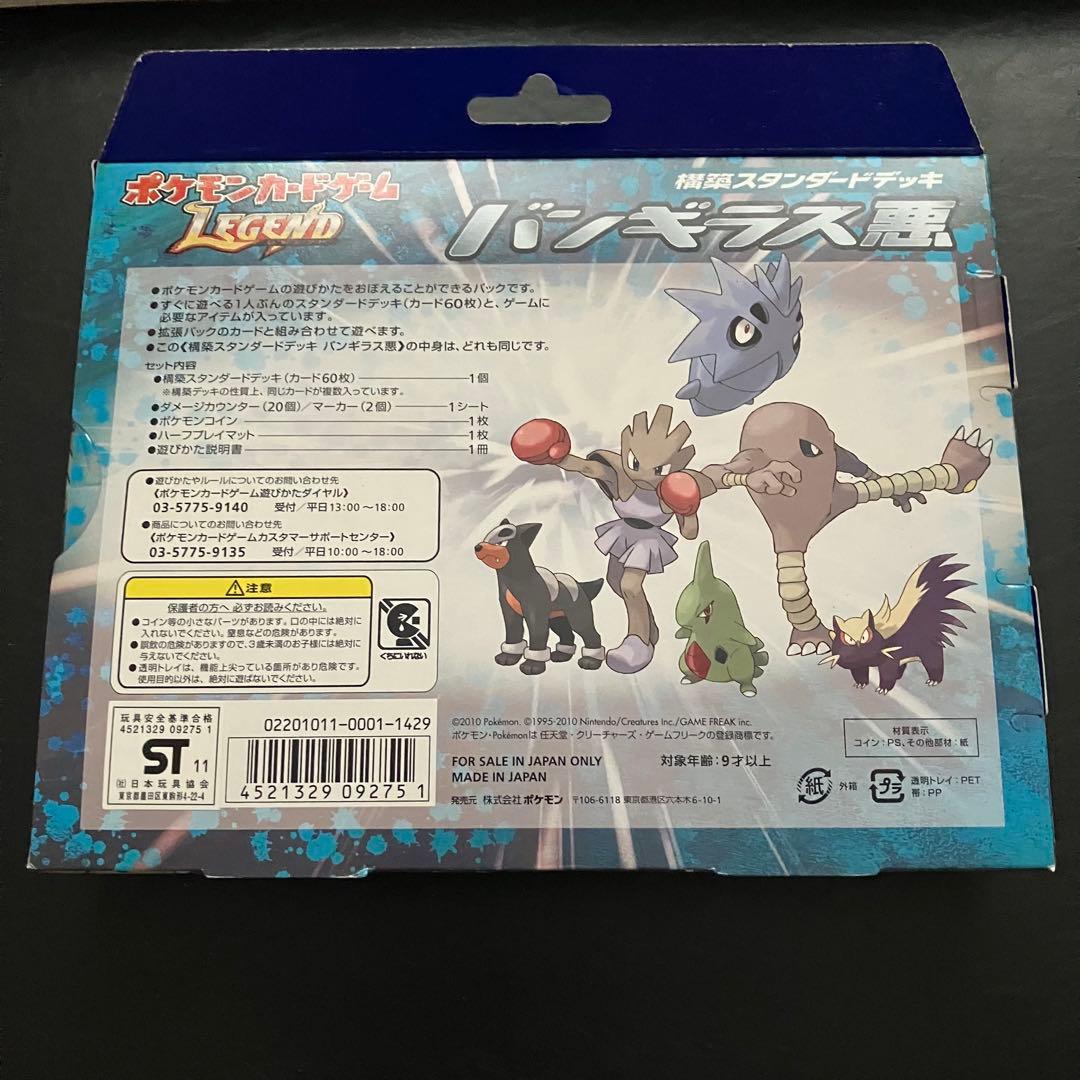 ポケモンカードゲーム
LEGEND
構築スタンダードデッキ
バンギラス悪
●ポケモンカードゲームの遊びかたをおぼえることができるパックです。
●すぐに遊べる1人ぶんのスタンダードデッキ(カード60枚)と、ゲームに
必要なアイテムが入っています。
●拡張パックのカードと組み合わせて遊べます。
●この《構築スタンダードデッキ バンギラス悪》の中身は、どれも同じです。
セット内容
●構築スタンダードデッキ(カード60枚)――1個
※構築デッキの性質上、同じカードが複数入っています。
●ダメージカウンター(20個)/マーカー(2個)――1シート
●ポケモンコイン――1枚
●ハーフプレイマット――1枚
●遊びかた説明書――1冊
●遊びかたやルールについてのお問い合わせ先
《ポケモンカードゲーム遊びかたダイヤル》
03-5775-9140 受付/平日13:00~18:00
●商品についてのお問い合わせ先
《ポケモンカードゲームカスタマーサポートセンター》
03-5775-9135 受付/平日10:00~18:00
⚠注意
保護者の方へ 必ずお読みください。
●コイン等の小さなパーツがあります。口の中には絶対に
入れないでください。窒息などの危険があります。
●誤飲の危険がありますので、3歳未満のお子様には絶対に
与えないでください。
●透明トレイは、機能上尖っている箇所があり危険です。
使用目的以外は、絶対に遊ばないでください。
くちにいれない
玩具安全基準合格
4521329 09275 1
ST 11
(社)日本玩具協会
東京都墨田区東駒形4-22-4
02201011-0001-1429
4 521329 092751
©2010 Pokémon. ©1995-2010 Nintendo/Creatures Inc./GAME FREAK inc.
ポケモン・Pokémonは 任天堂・クリーチャーズ・ゲームフリークの登録商標です。
FOR SALE IN JAPAN ONLY
MADE IN JAPAN
対象年齢:9才以上
発売元 株式会社ポケモン 〒106-6118 東京都港区六本木6-10-1
材質表示
コイン:PS、その他部材:紙
紙 外箱
プラ 透明トレイ:PET
帯:PP